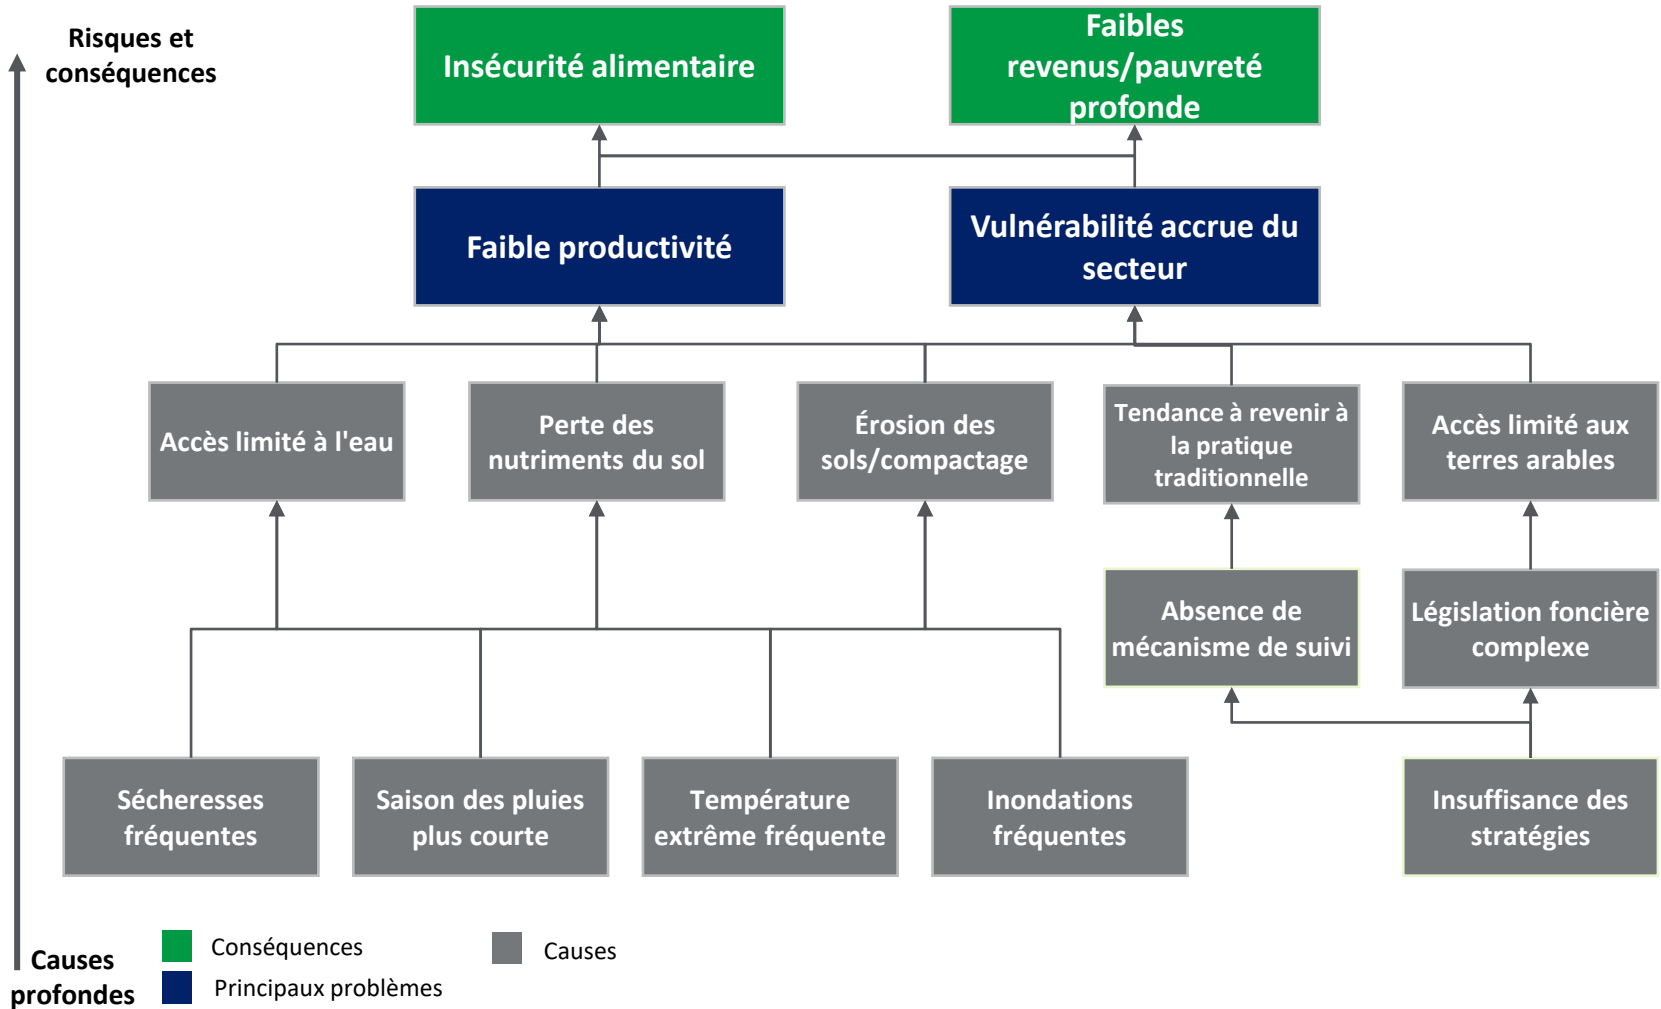 Risques et
conséquences
Insécurité alimentaire
Faibles
revenus/pauvreté
profonde
Faible productivité
Vulnérabilité accrue du
secteur
Accès limité à l'eau
Perte des
nutriments du sol
Érosion des
sols/compactage
Tendance à revenir à
la pratique
traditionnelle
Accès limité aux
terres arables
Absence de
mécanisme de suivi
Législation foncière
complexe
Sécheresses
fréquentes
Saison des pluies
plus courte
Température
extrême fréquente
Inondations
fréquentes
Insuffisance des
stratégies
Causes
profondes
Conséquences
Principaux problèmes
Causes